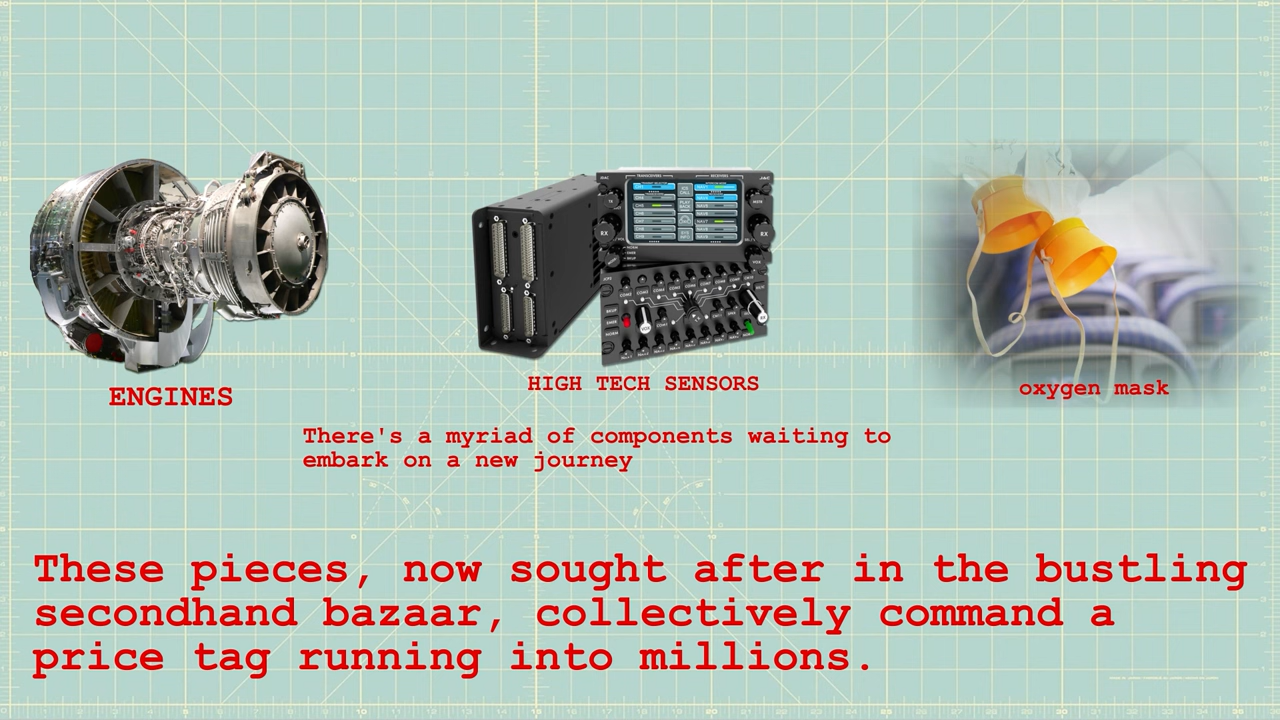 ENGINES
HIGH TECH SENSORS
oxygen mask
There's a myriad of components waiting to
embark on a new journey
These pieces, now sought after in the bustling
secondhand bazaar, collectively command a
price tag running into millions.